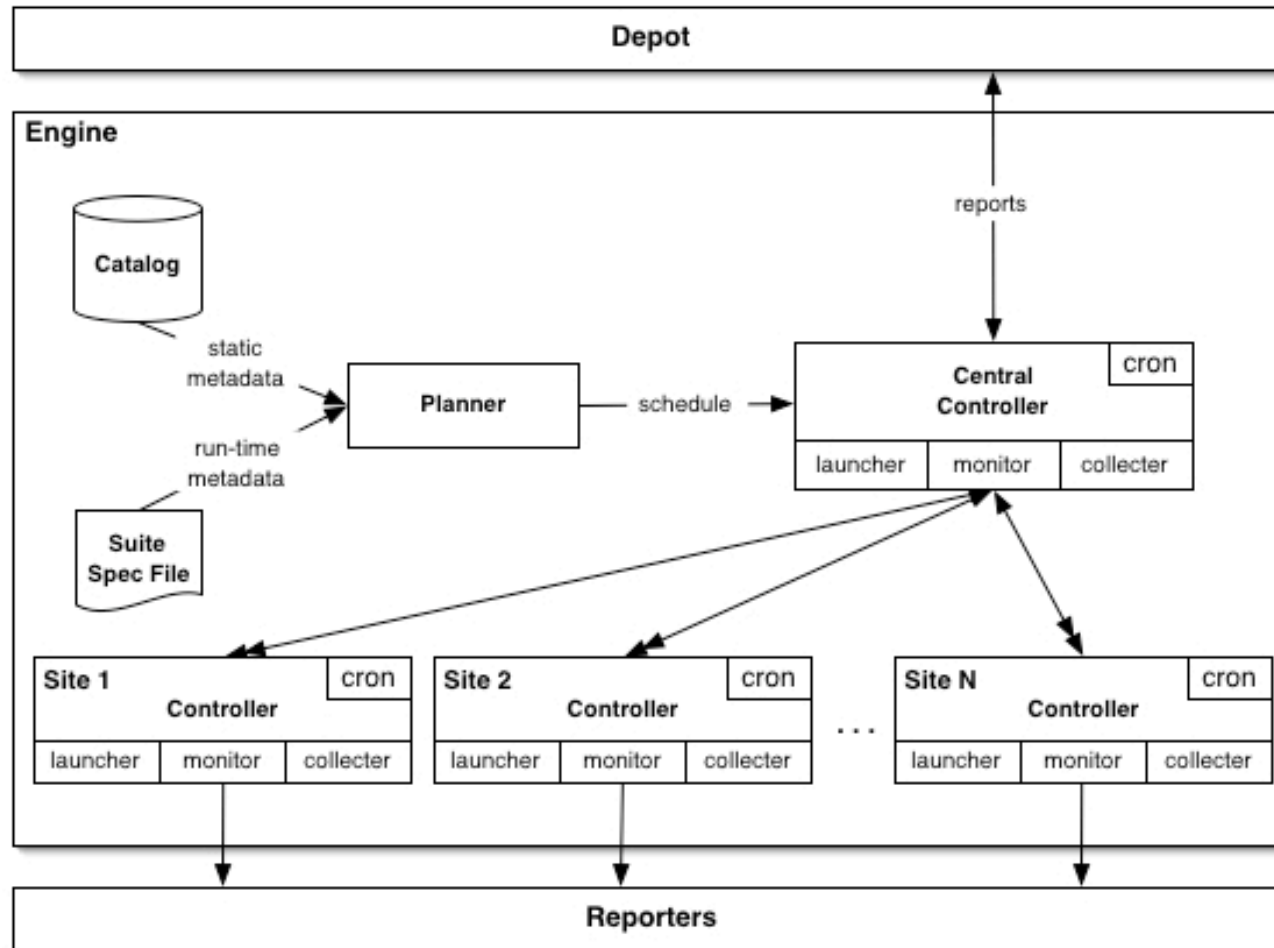 Depot
Engine
reports
Catalog
static
metadata
cron
Central
Controller
Planner
schedule
run-time
metadata
launcher monitor collecter
Suite
Spec File
Site 1
cron
Controller
launcher monitor collecter
Site 2
cron
Controller
launcher monitor collecter
. . .
Site N
cron
Controller
launcher monitor collecter
Reporters